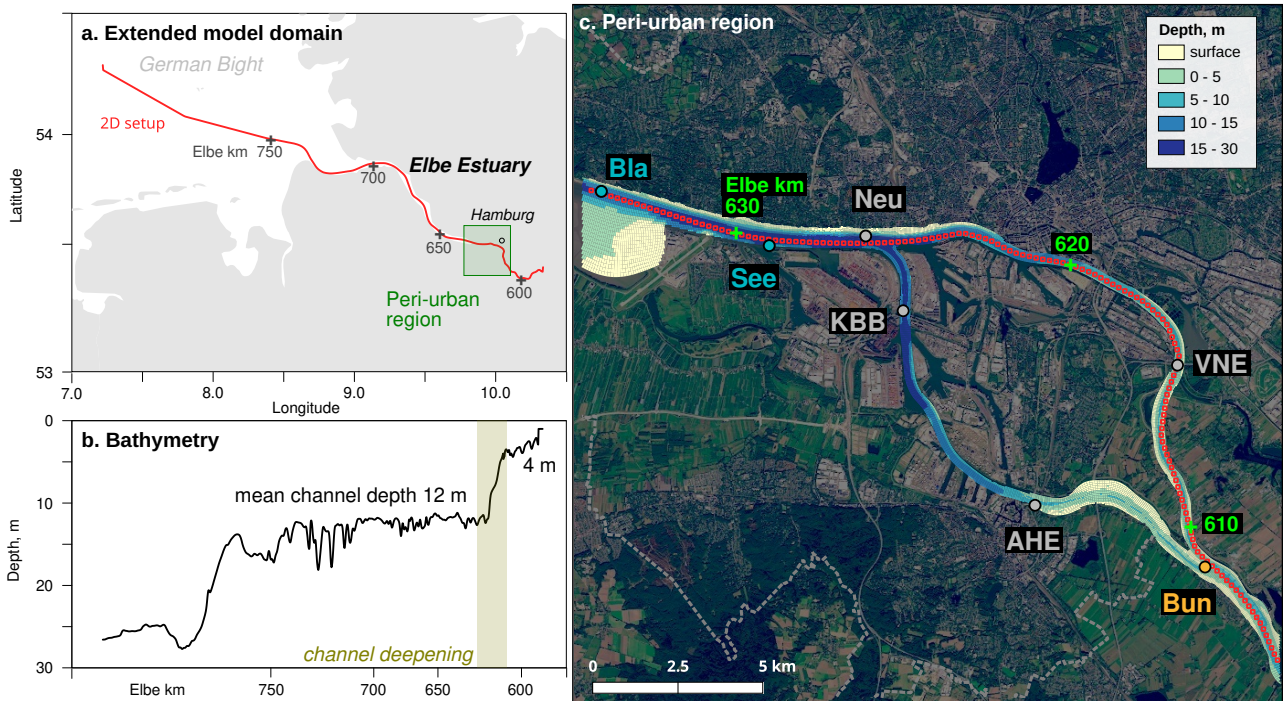 a. Extended model domain
German Bight
54
2D setup
Elbe km
750
700
Elbe Estuary
Hamburg
650
600
Peri-urban
region
Latitude
53
7.0
8.0
9.0
10.0
Longitude
b. Bathymetry
0
10
20
30
Depth, m
mean channel depth 12 m
4 m
channel deepening
Elbe km
750
700
650
600
c. Peri-urban region
Depth, m
surface
0 - 5
5 - 10
10 - 15
15 - 30
Bla
Elbe km
630
Neu
See
620
KBB
VNE
AHE
610
Bun
0
2.5
5 km